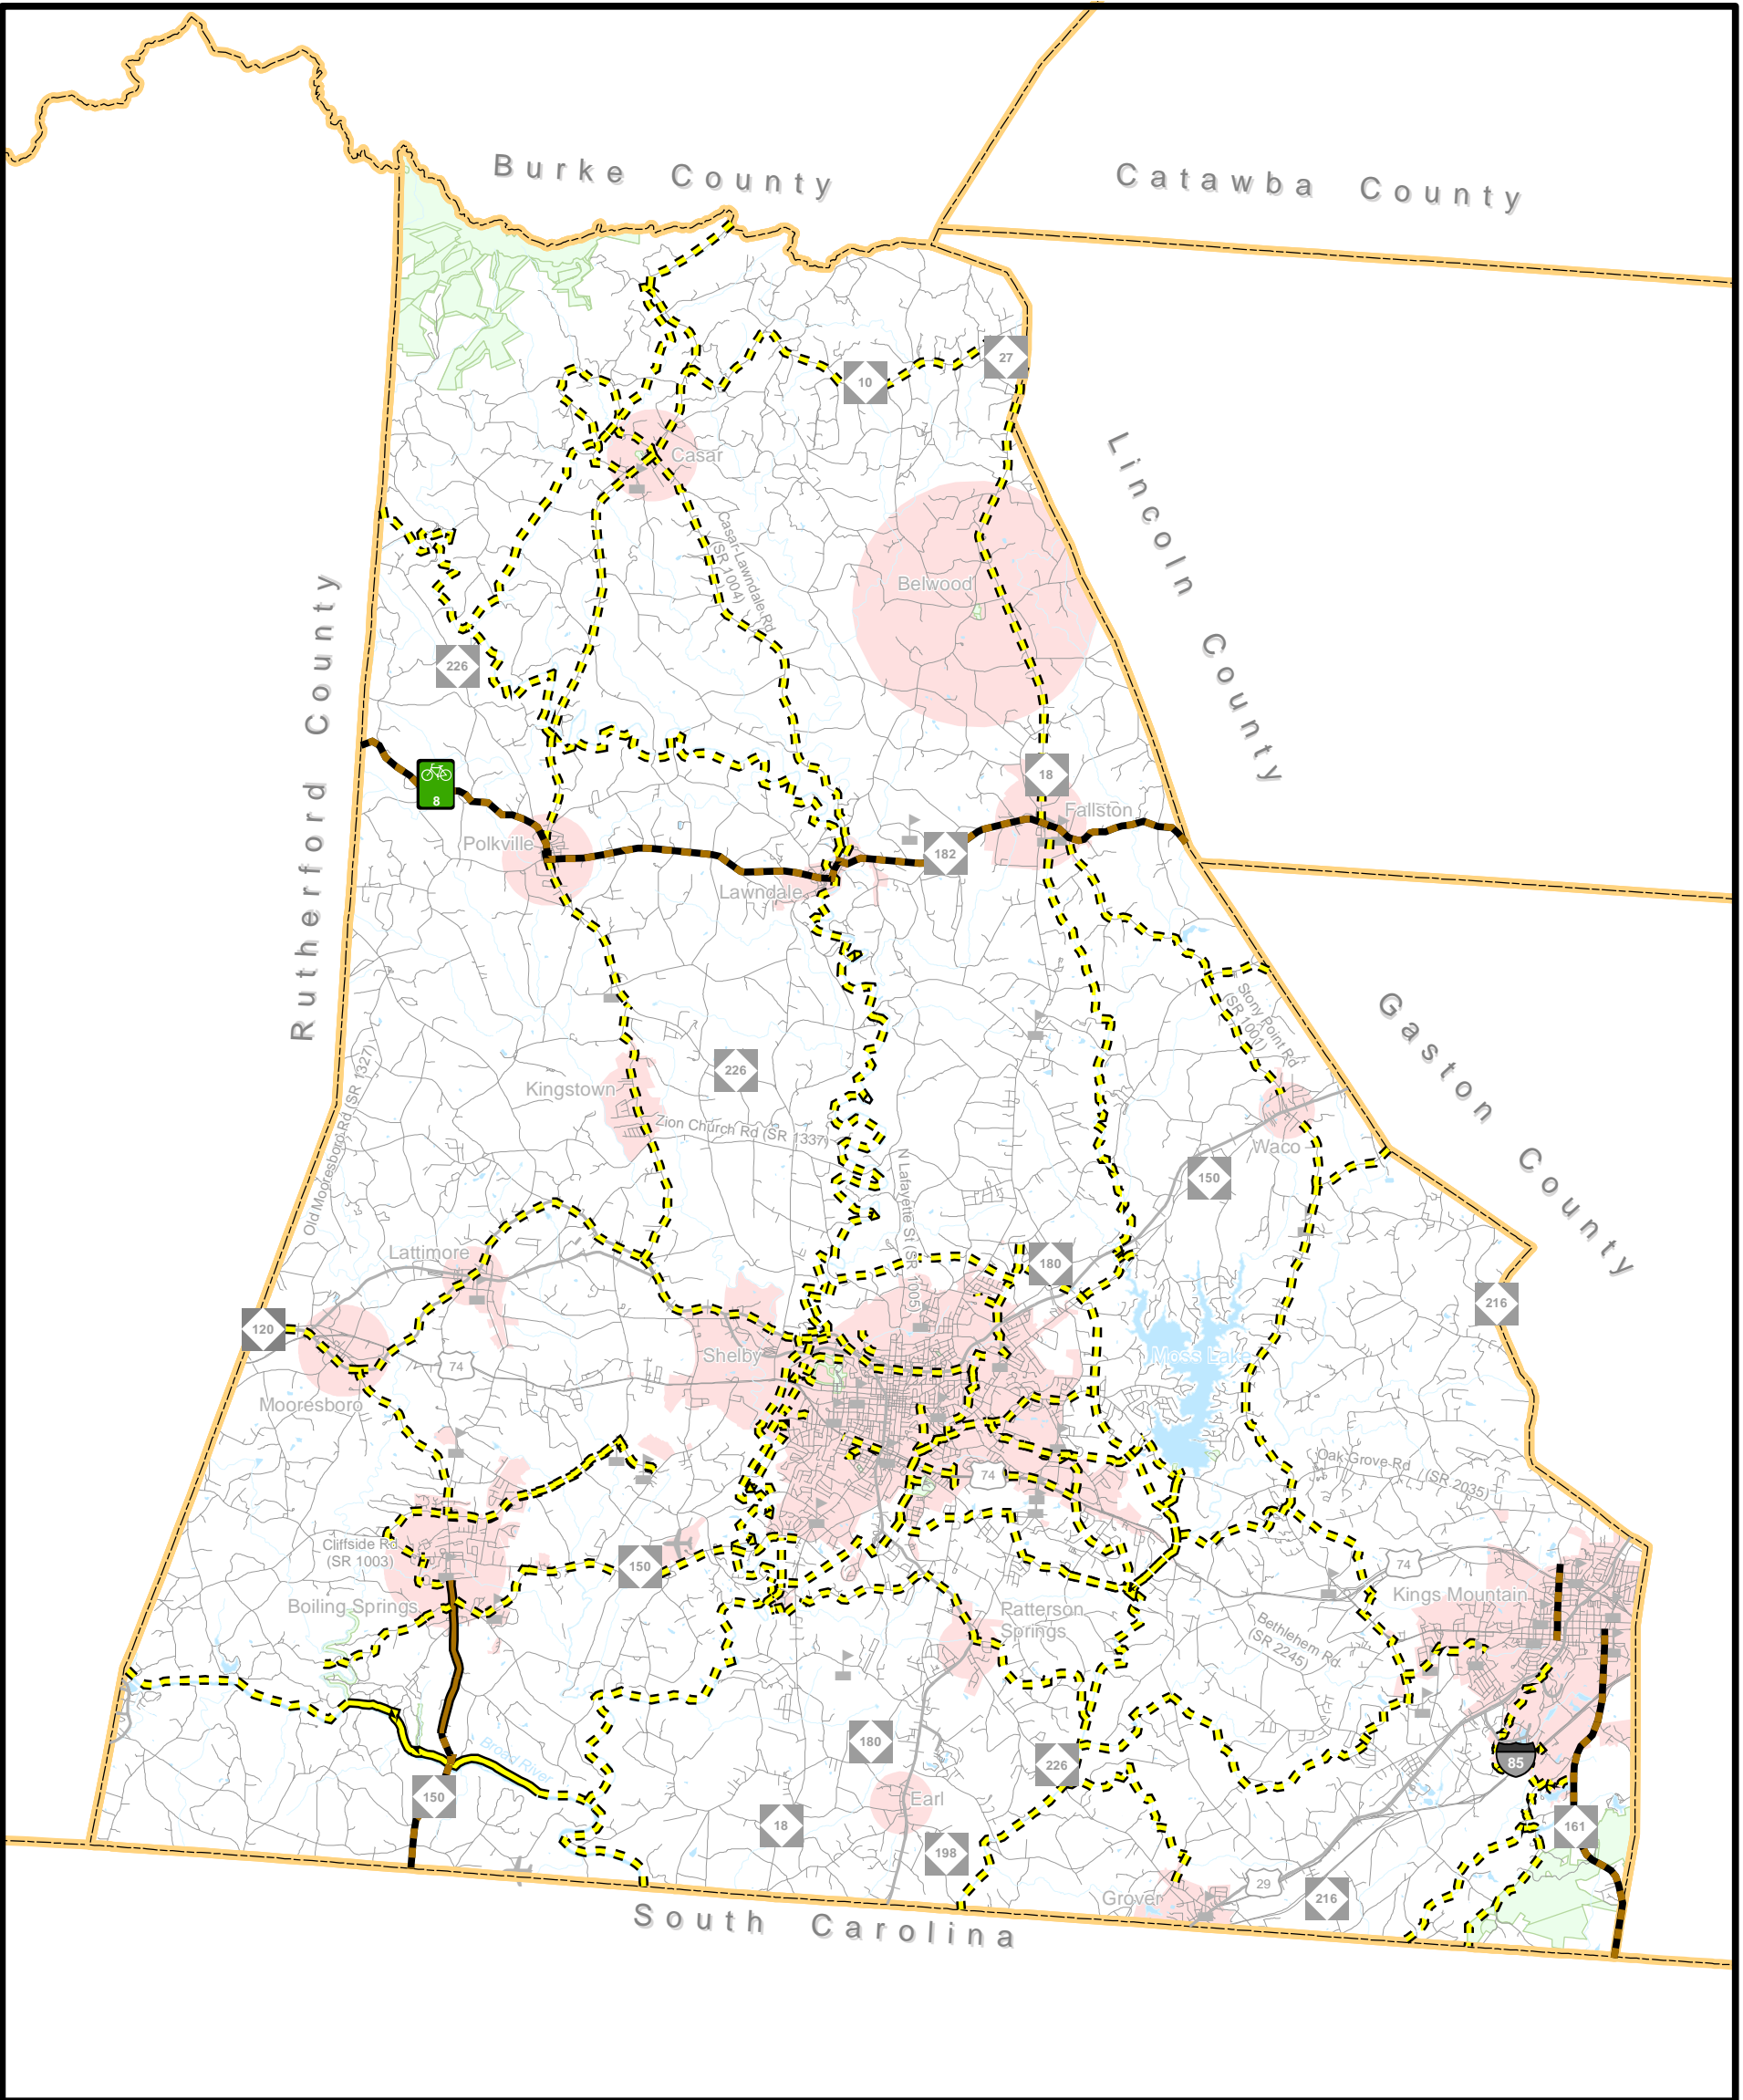 Burke County
Catawba County
27
10
Casar
Casar-Lawndale Rd
(SR 1004)
Lincoln County
Belwood
Rutherford County
226
18
8
Fallston
Polkville
182
Lawndale
Stony Point Rd
(SR 1001)
Gaston County
226
Kingstown
Old Mooresboro Rd (SR 1327)
Zion Church Rd (SR 1337)
Waco
150
N Lafayette St (SR 1005)
Lattimore
180
216
120
Shelby
Moss Lake
74
Mooresboro
Oak Grove Rd (SR 2035)
74
Cliffside Rd
(SR 1003)
150
74
Kings Mountain
Boiling Springs
Patterson
Springs
Bethlehem Rd
(SR 2245)
Broad River
180
226
85
150
Earl
18
161
198
29
Grover
216
South Carolina